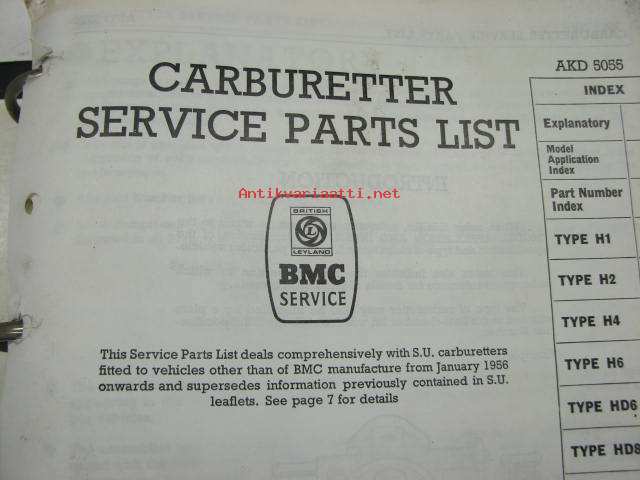 CARBURETTER
SERVICE PARTS LIST
Antikvariaatti.net
BRITISH
L
LEYLAND
BMC
SERVICE
This Service Parts List deals comprehensively with S.U. carburetters
fitted to vehicles other than of BMC manufacture from January 1956
onwards and supersedes information previously contained in S.U.
leaflets. See page 7 for details
AKD 5055
INDEX
Explanatory
Model
Application
Index
Part Number
Index
TYPE H1
TYPE H2
TYPE H4
TYPE H6
TYPE HD6
TYPE HD8